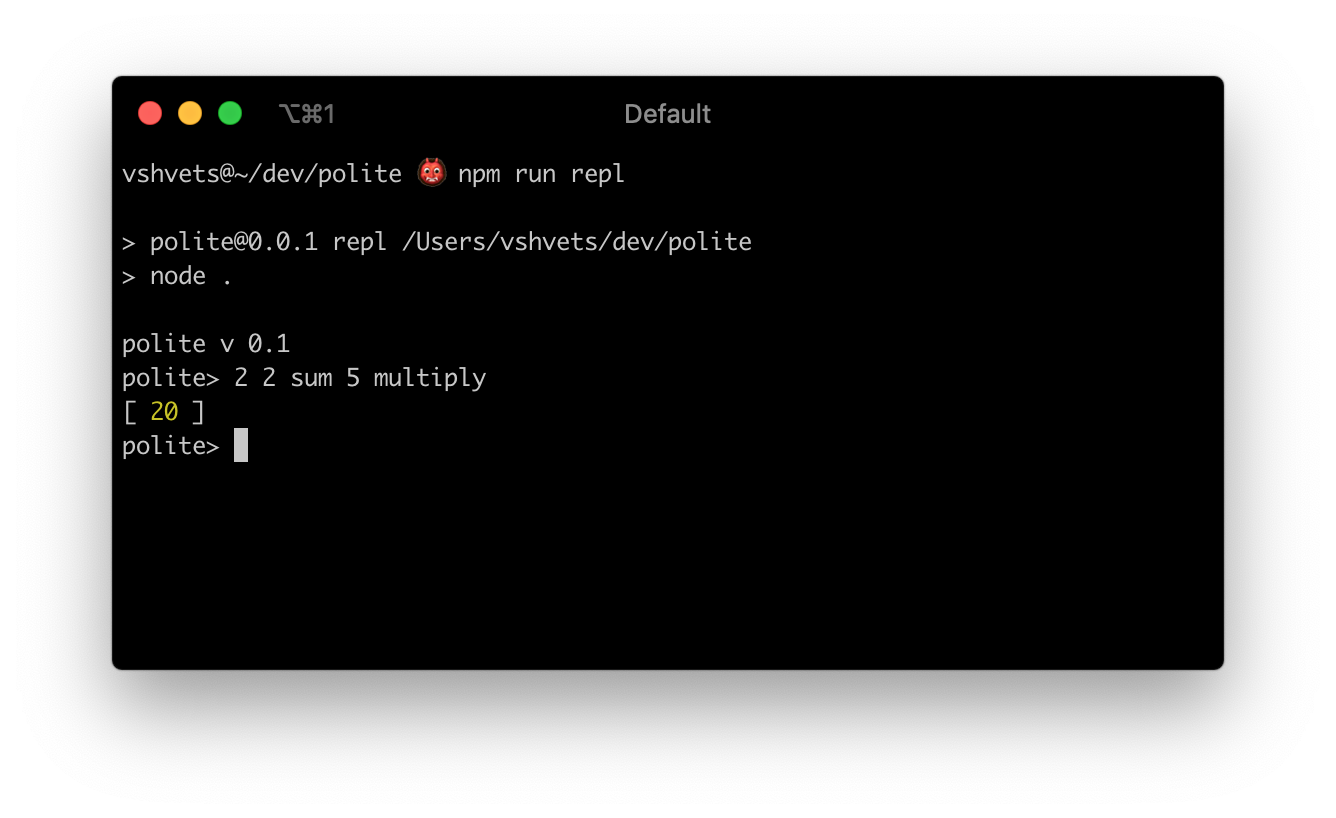 ⌥⌘1 Default
vshvets@~/dev/polite 👹 npm run repl
> polite@0.0.1 repl /Users/vshvets/dev/polite
> node .
polite v 0.1
polite> 2 2 sum 5 multiply
[ 20 ]
polite>